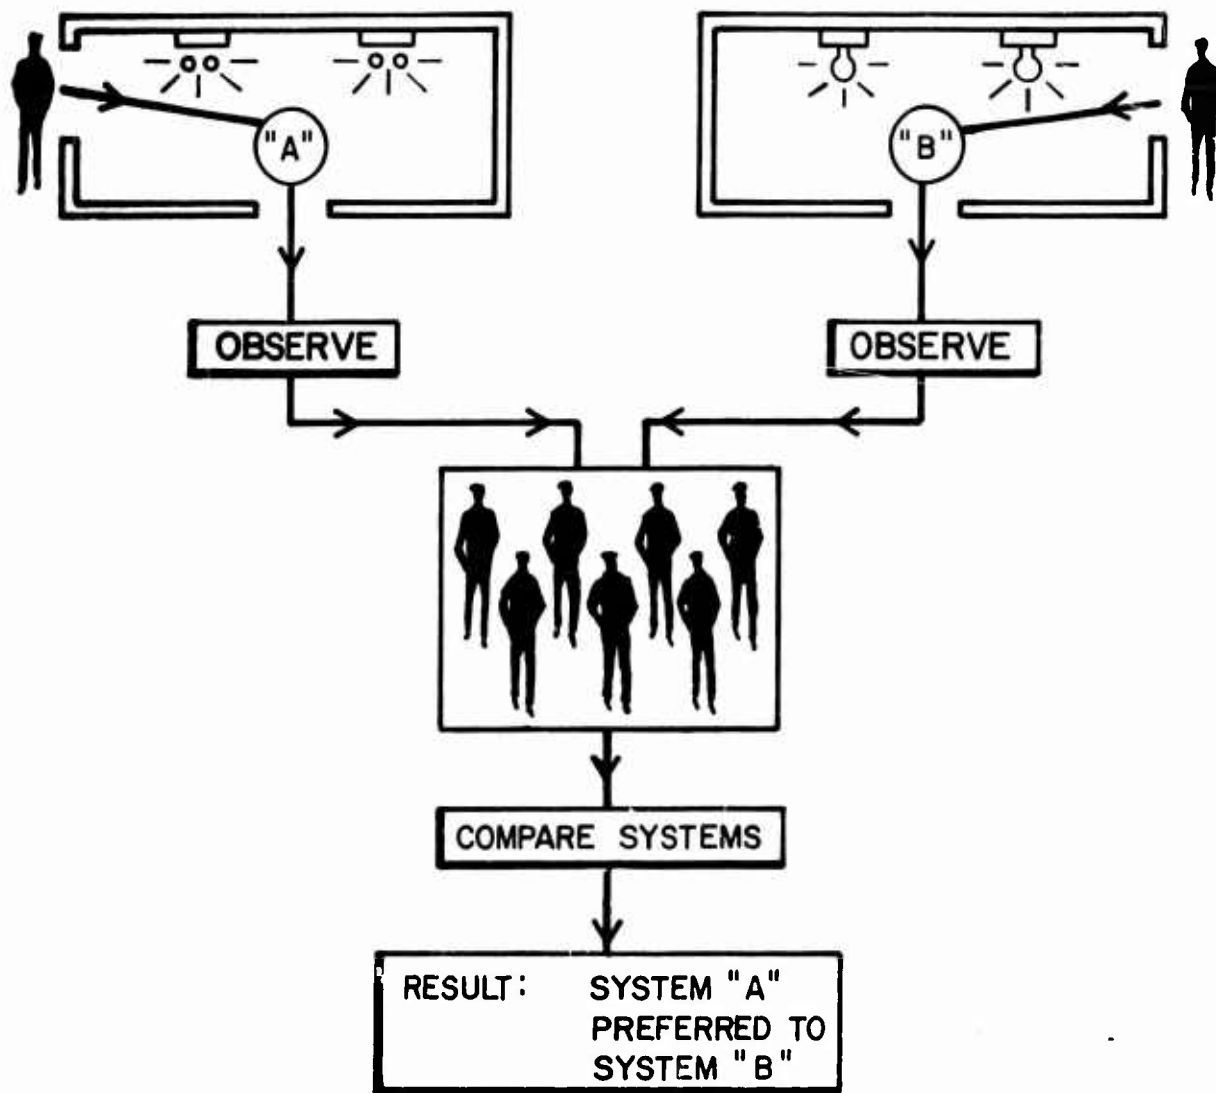 "A"
"B"
OBSERVE
OBSERVE
COMPARE SYSTEMS
RESULT: SYSTEM "A"
PREFERRED TO
SYSTEM "B"